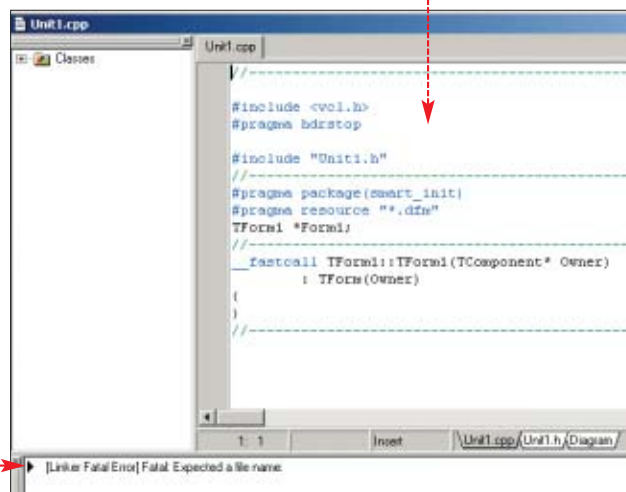 Unit1.cpp
Classes
Unit1.cpp
//------------------------------------------------
#include <vcl.h>
#pragma hdrstop
#include "Unit1.h"
//------------------------------------------------
#pragma package(smart_init)
#pragma resource "*.dfm"
TForm1 *Form1;
//------------------------------------------------
__fastcall TForm1::TForm1(TComponent* Owner)
: TForm(Owner)
{
}
//------------------------------------------------
1: 1 Insert Unit1.cpp Unit1.h Diagram
[Linker Fatal Error] Fatal: Expected a file name: